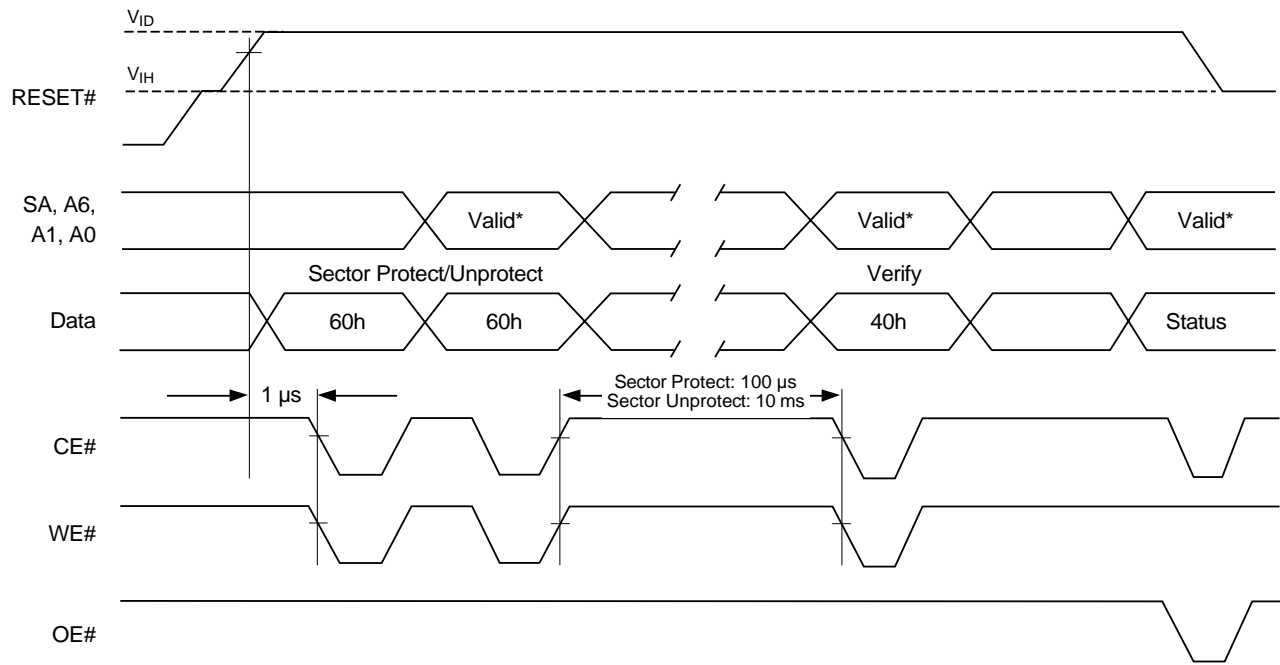 VID
VIH
RESET#
SA, A6,
A1, A0
Valid*
Valid*
Valid*
Sector Protect/Unprotect
Verify
Data
60h
60h
40h
Status
1 µs
Sector Protect: 100 µs
Sector Unprotect: 10 ms
CE#
WE#
OE#